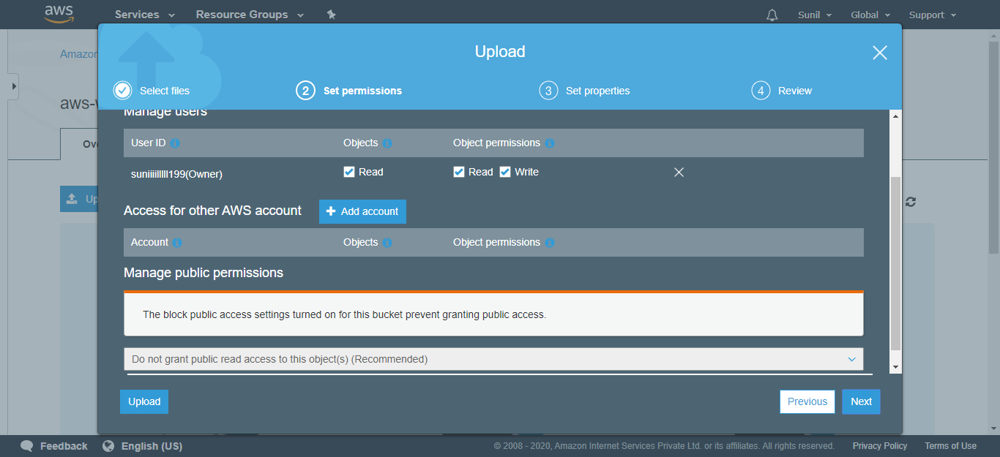 aws Services Resource Groups Sunil Global Support
Upload
Amazon
Select files 2 Set permissions 3 Set properties 4 Review
aws-
Manage users
User ID Objects Object permissions
Ov
suniiiillllll199(Owner) Read Read Write
Up
Access for other AWS account Add account
Account Objects Object permissions
Manage public permissions
The block public access settings turned on for this bucket prevent granting public access.
Do not grant public read access to this object(s) (Recommended)
Upload Previous Next
Feedback English (US) © 2008 - 2020, Amazon Internet Services Private Ltd. or its affiliates. All rights reserved. Privacy Policy Terms of Use